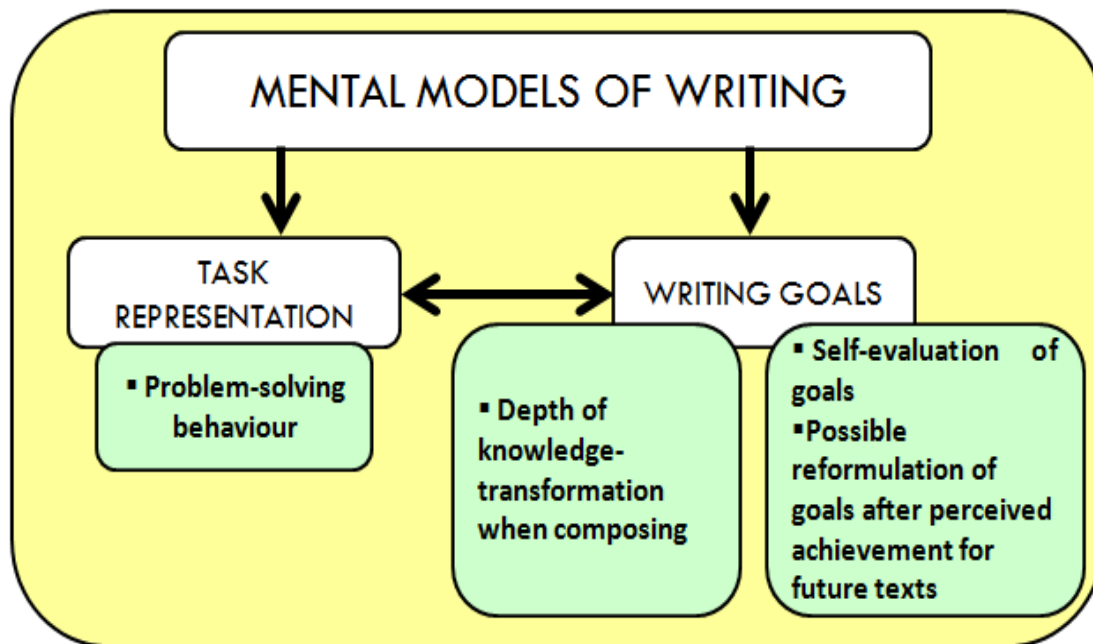 MENTAL MODELS OF WRITING
TASK
REPRESENTATION
WRITING GOALS
▪ Problem-solving
behaviour
▪ Depth of
knowledge-
transformation
when composing
▪ Self-evaluation of
goals
▪Possible
reformulation of
goals after perceived
achievement for
future texts